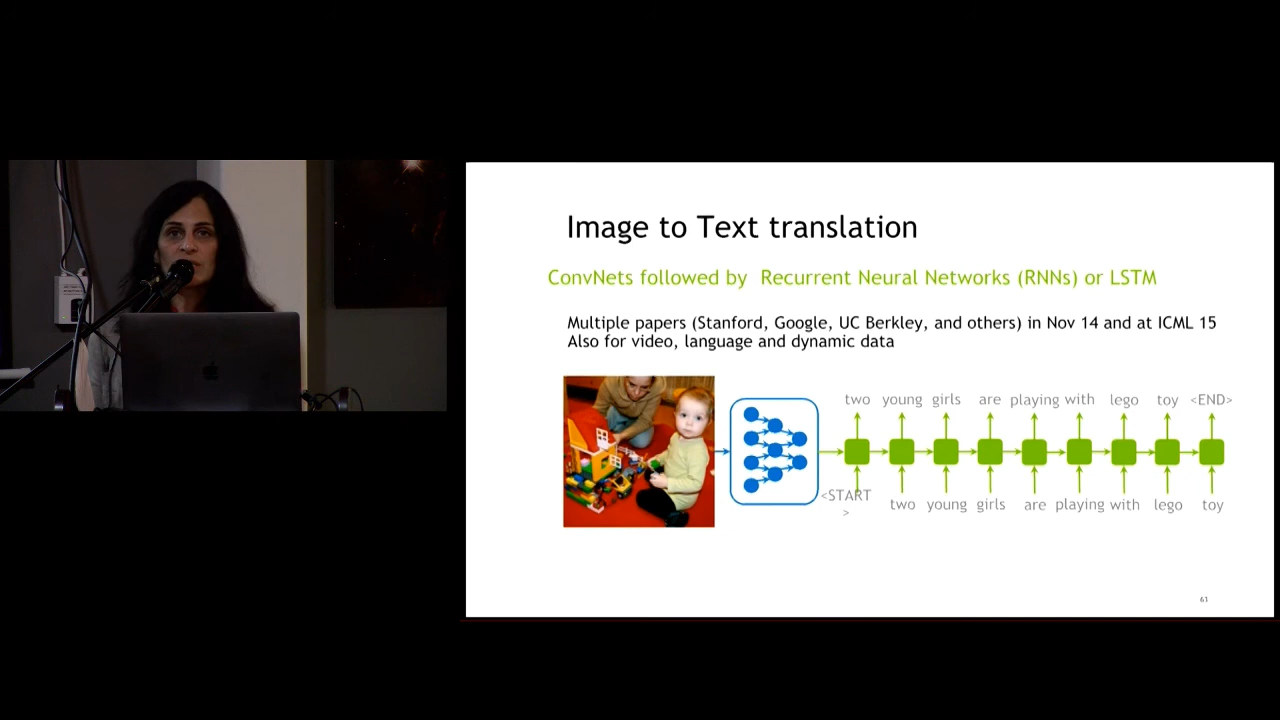 Image to Text translation
ConvNets followed by Recurrent Neural Networks (RNNs) or LSTM
Multiple papers (Stanford, Google, UC Berkley, and others) in Nov 14 and at ICML 15
Also for video, language and dynamic data
two young girls are playing with lego toy <END>
<START
>
two young girls are playing with lego toy
63